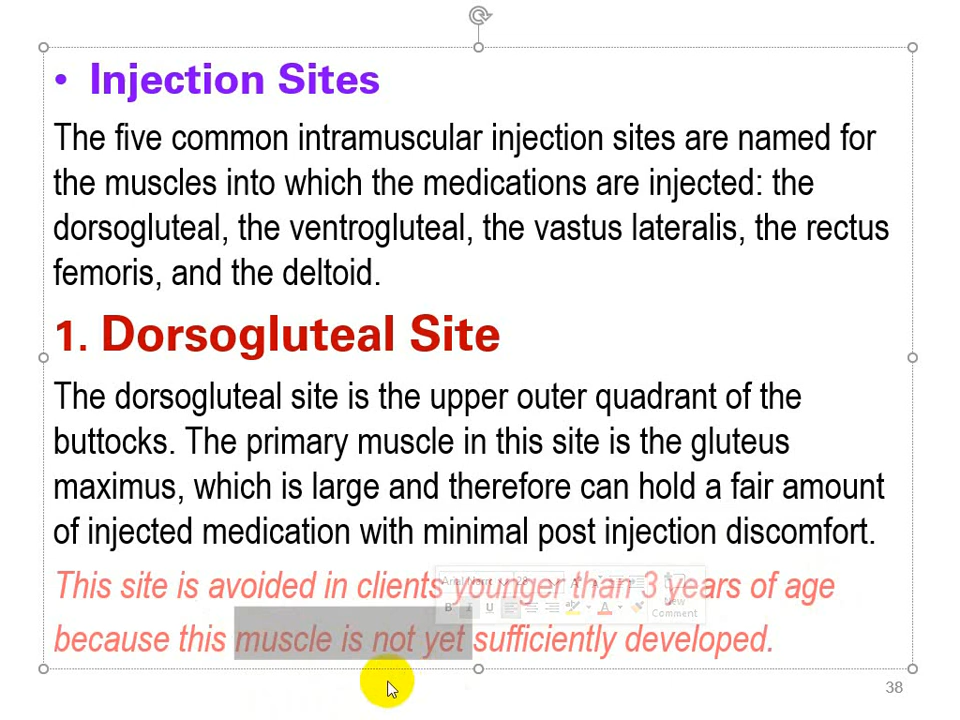 • Injection Sites
The five common intramuscular injection sites are named for
the muscles into which the medications are injected: the
dorsogluteal, the ventrogluteal, the vastus lateralis, the rectus
femoris, and the deltoid.
1. Dorsogluteal Site
The dorsogluteal site is the upper outer quadrant of the
buttocks. The primary muscle in this site is the gluteus
maximus, which is large and therefore can hold a fair amount
of injected medication with minimal post injection discomfort.
This site is avoided in clients younger than 3 years of age
B I U A New
Comment
because this muscle is not yet sufficiently developed.
38